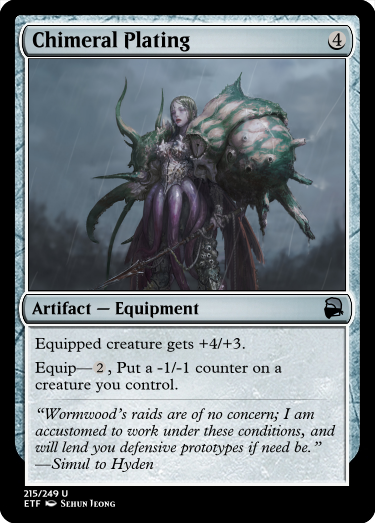 Chimeral Plating 4
Artifact — Equipment
Equipped creature gets +4/+3.
Equip— 2 , Put a -1/-1 counter on a
creature you control.
“Wormwood's raids are of no concern; I am
accustomed to work under these conditions, and
will lend you defensive prototypes if need be.”
—Simul to Hyden
215/249 U
ETF Sehun Jeong